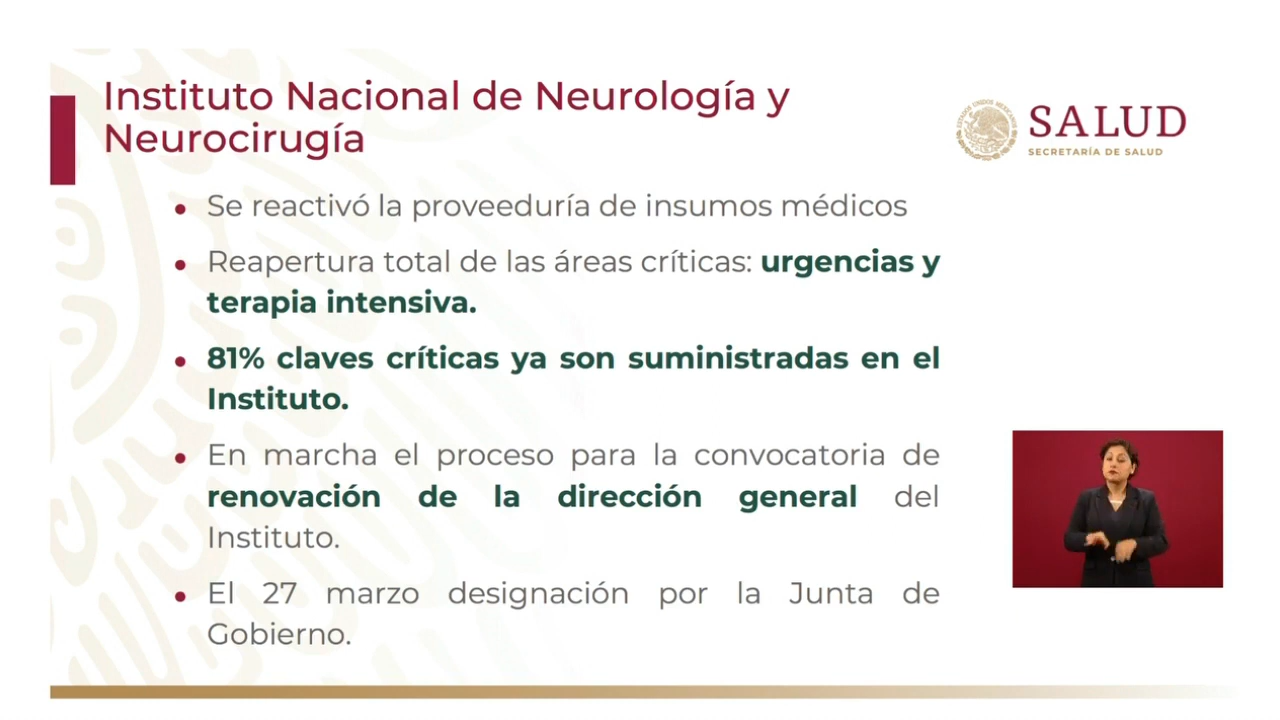 Instituto Nacional de Neurología y
Neurocirugía
SALUD
SECRETARÍA DE SALUD
• Se reactivó la proveeduría de insumos médicos
• Reapertura total de las áreas críticas: urgencias y
terapia intensiva.
• 81% claves críticas ya son suministradas en el
Instituto.
• En marcha el proceso para la convocatoria de
renovación de la dirección general del
Instituto.
• El 27 marzo designación por la Junta de
Gobierno.